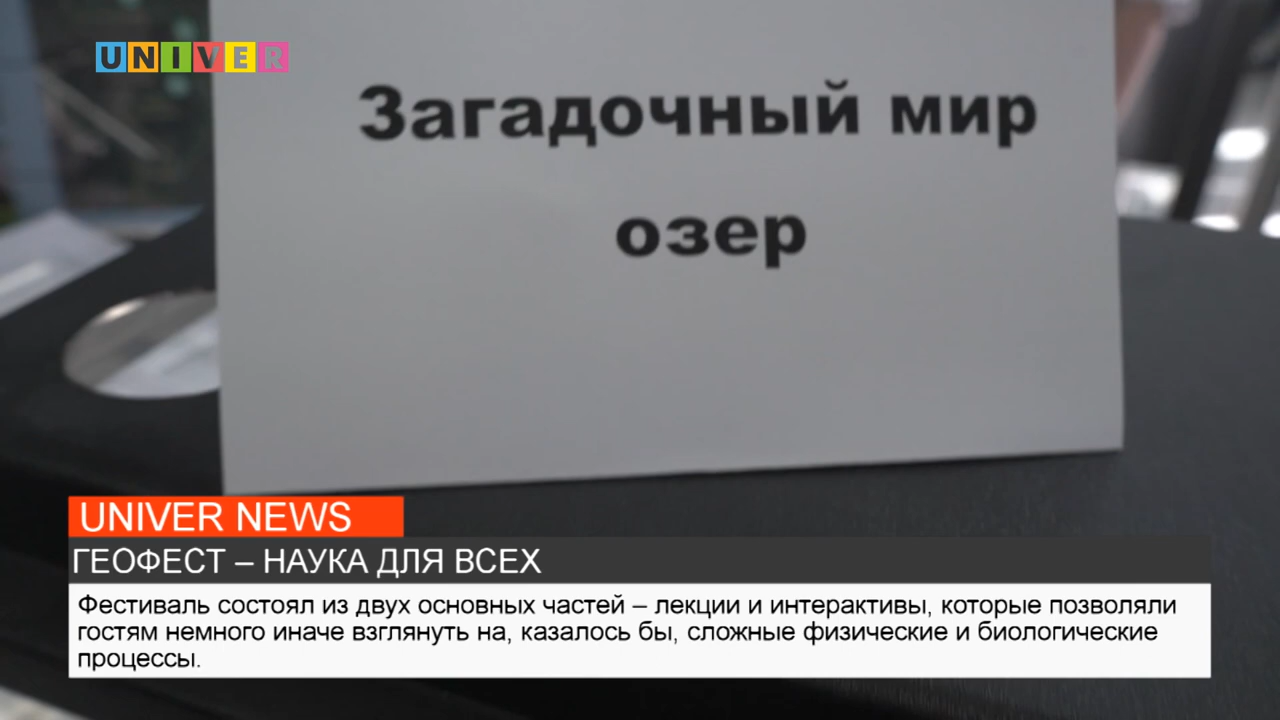 UNIVER
Загадочный мир
озер
UNIVER NEWS
ГЕОФЕСТ – НАУКА ДЛЯ ВСЕХ
Фестиваль состоял из двух основных частей – лекции и интерактивы, которые позволяли
гостям немного иначе взглянуть на, казалось бы, сложные физические и биологические
процессы.